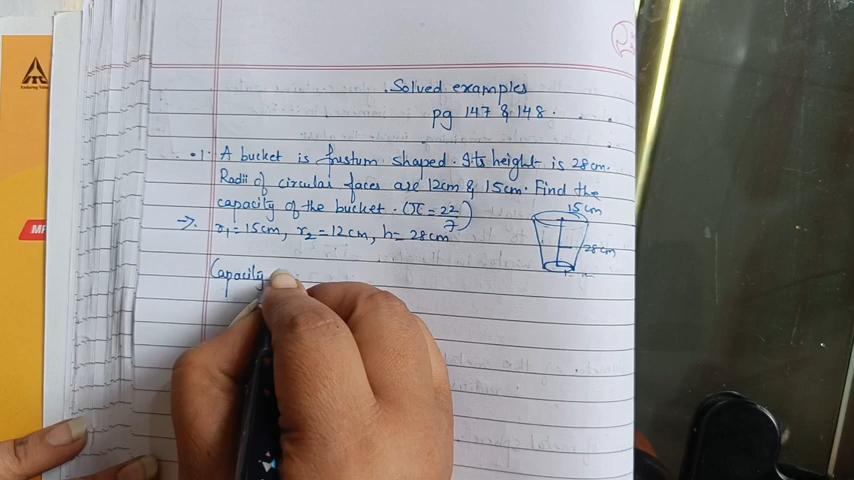 Solved examples
pg 147 & 148.
1. A bucket is frustum shaped. Its height is 28cm.
Radii of circular faces are 12cm & 15cm. Find the
capacity of the bucket. (π = 22/7)
→ r1 = 15cm, r2 = 12cm, h = 28cm
15cm
28cm
Capacity
ITC